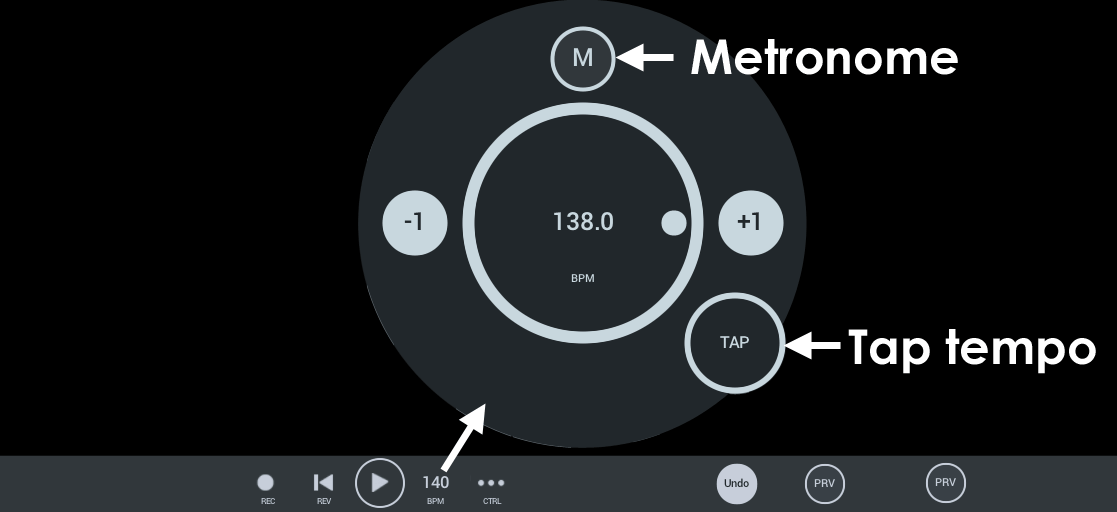 M
Metronome
-1
138.0
+1
BPM
TAP
Tap tempo
140
Undo
PRV
PRV
REC
REV
BPM
CTRL